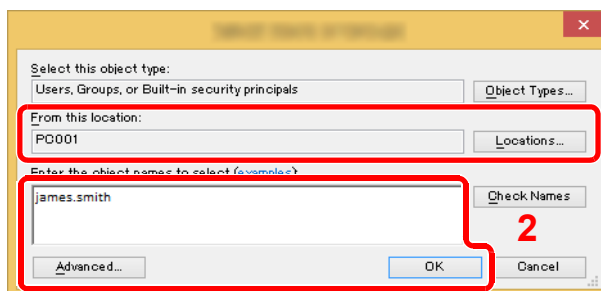 Select this object type:
Users, Groups, or Built-in security principals
Object Types...
From this location:
PC001
Locations...
Enter the object names to select (examples):
james.smith
Check Names
2
Advanced...
OK
Cancel